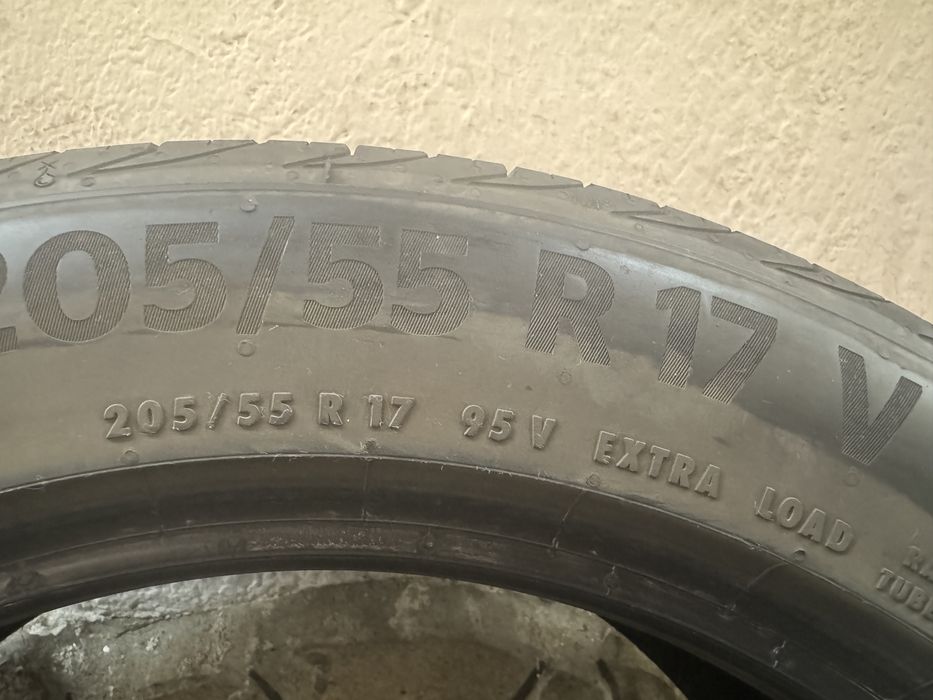 205/55 R 17 V
205/55 R 17 95 V EXTRA LOAD